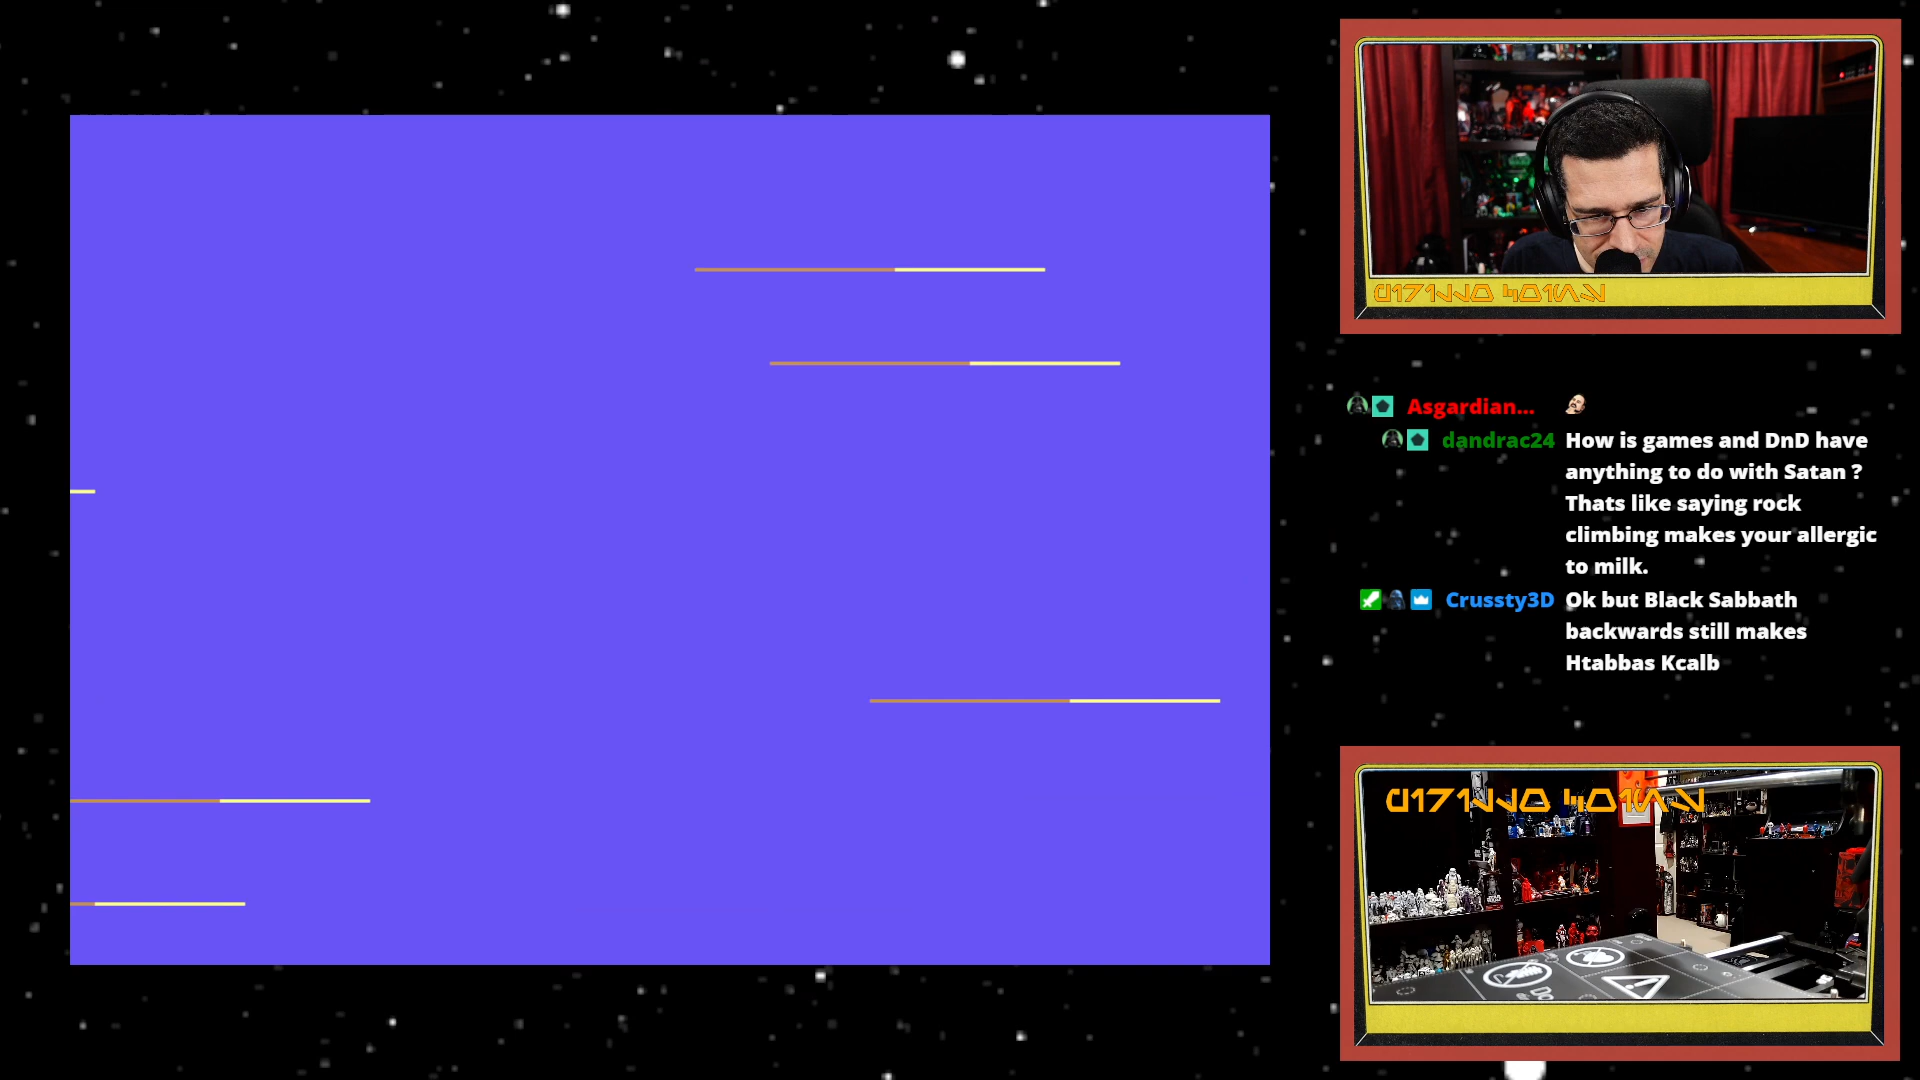 Asgardian...
dandrac24 How is games and DnD have
anything to do with Satan ?
Thats like saying rock
climbing makes your allergic
to milk.
Crussty3D Ok but Black Sabbath
backwards still makes
Htabbas Kcalb